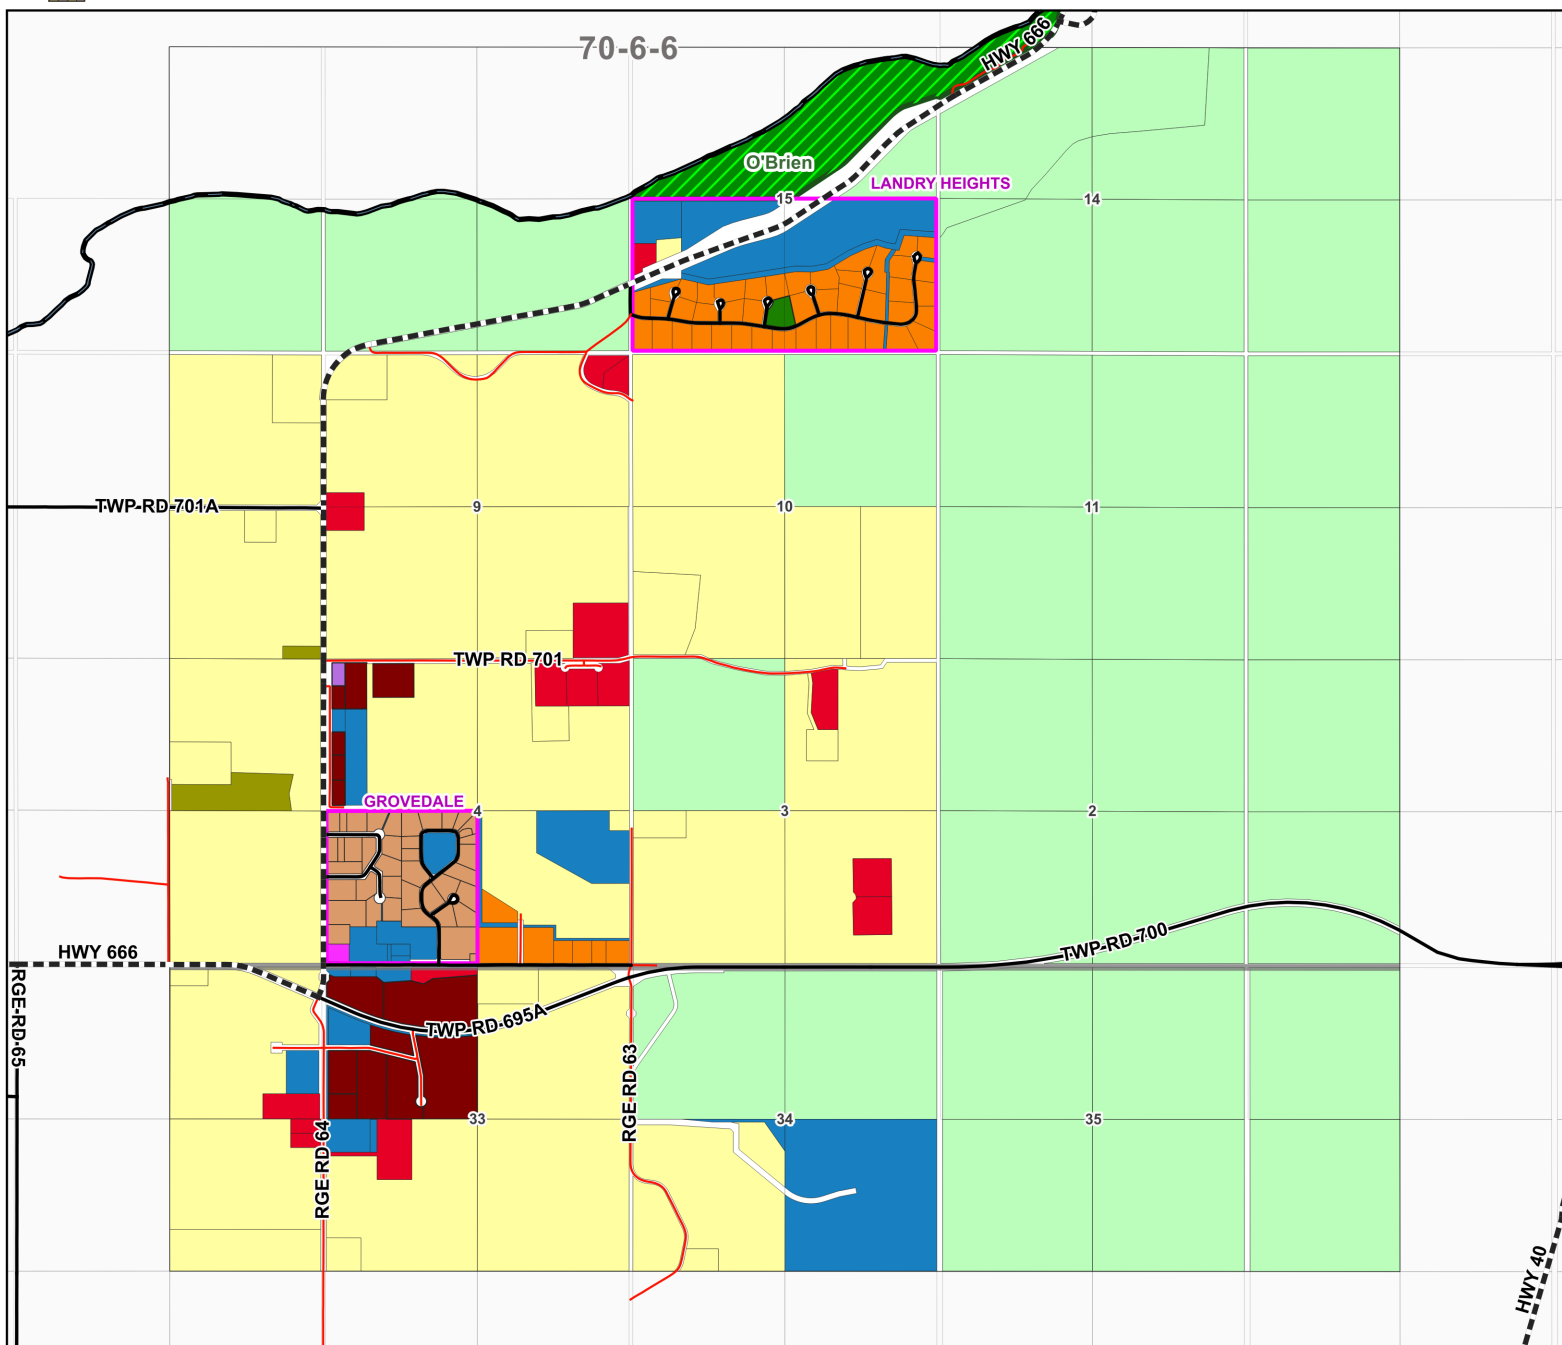 70-6-6
HWY 666
O'Brien
LANDRY HEIGHTS
15
14
TWP RD 701A
9
10
11
TWP RD 701
GROVEDALE
4
3
2
HWY 666
TWP RD 700
RGE RD 65
TWP RD 695A
RGE RD 63
33
34
35
RGE RD 64
HWY 40